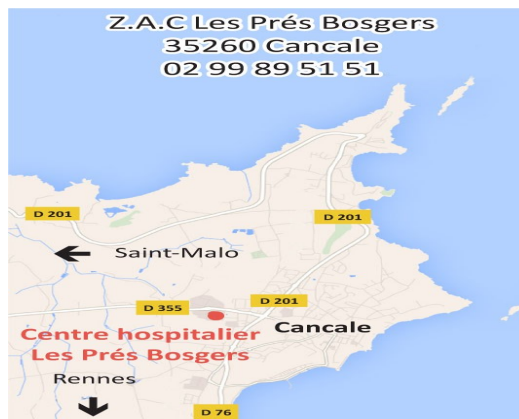 Z.A.C Les Prés Bosgers
35260 Cancale
02 99 89 51 51
D 201
D 201
Saint-Malo
D 201
D 355
Cancale
Centre hospitalier
Les Prés Bosgers
Rennes
D 76